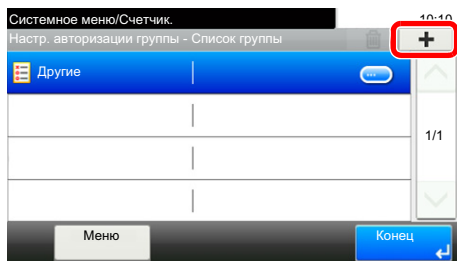 Системное меню/Счетчик.
10:10
Настр. авторизации группы - Список группы
Другие
1/1
Меню
Конец